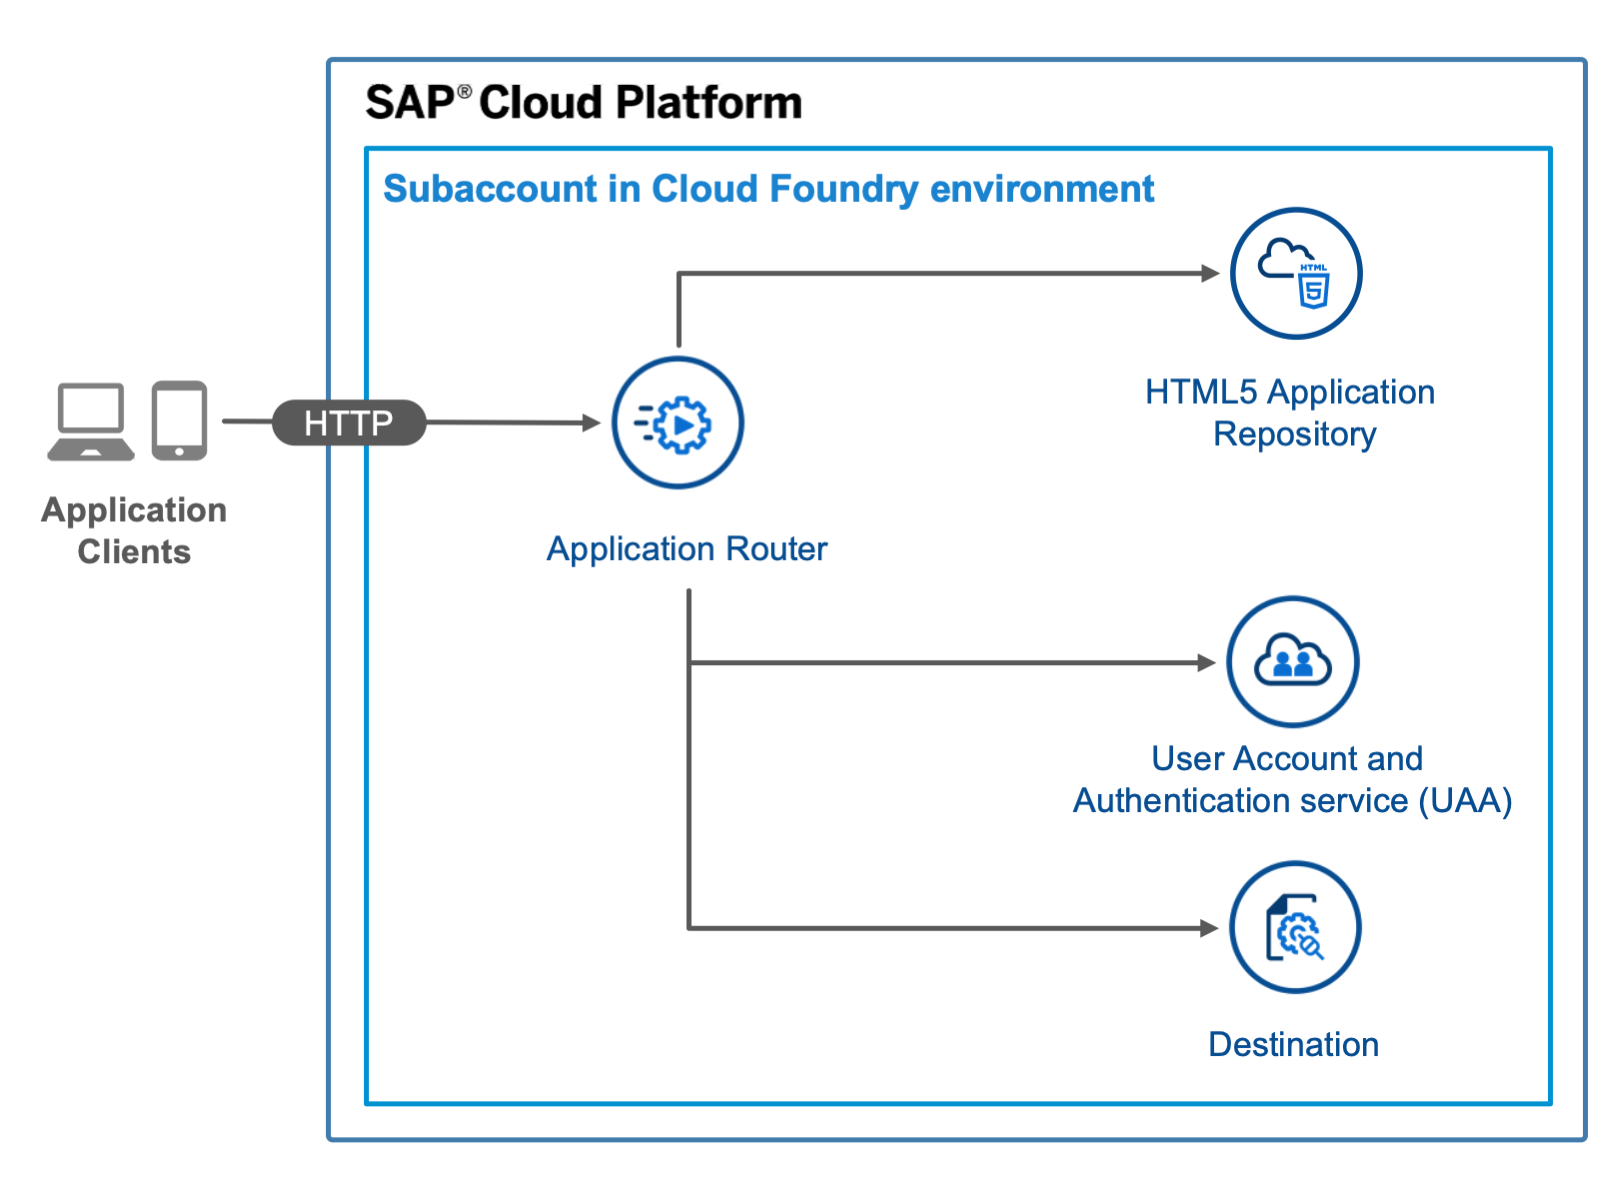 SAP® Cloud Platform
Subaccount in Cloud Foundry environment
HTML
5
HTML5 Application
Repository
HTTP
Application
Clients
Application Router
User Account and
Authentication service (UAA)
Destination